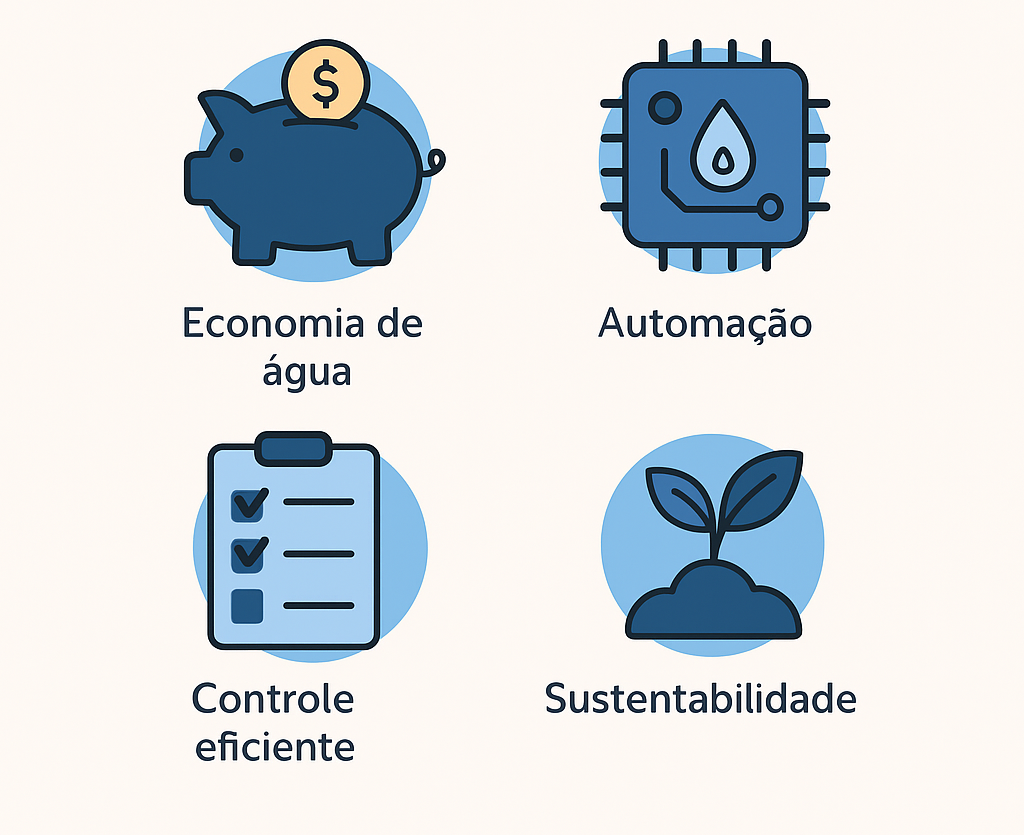 $
Economia de
água
Automação
Controle
eficiente
Sustentabilidade